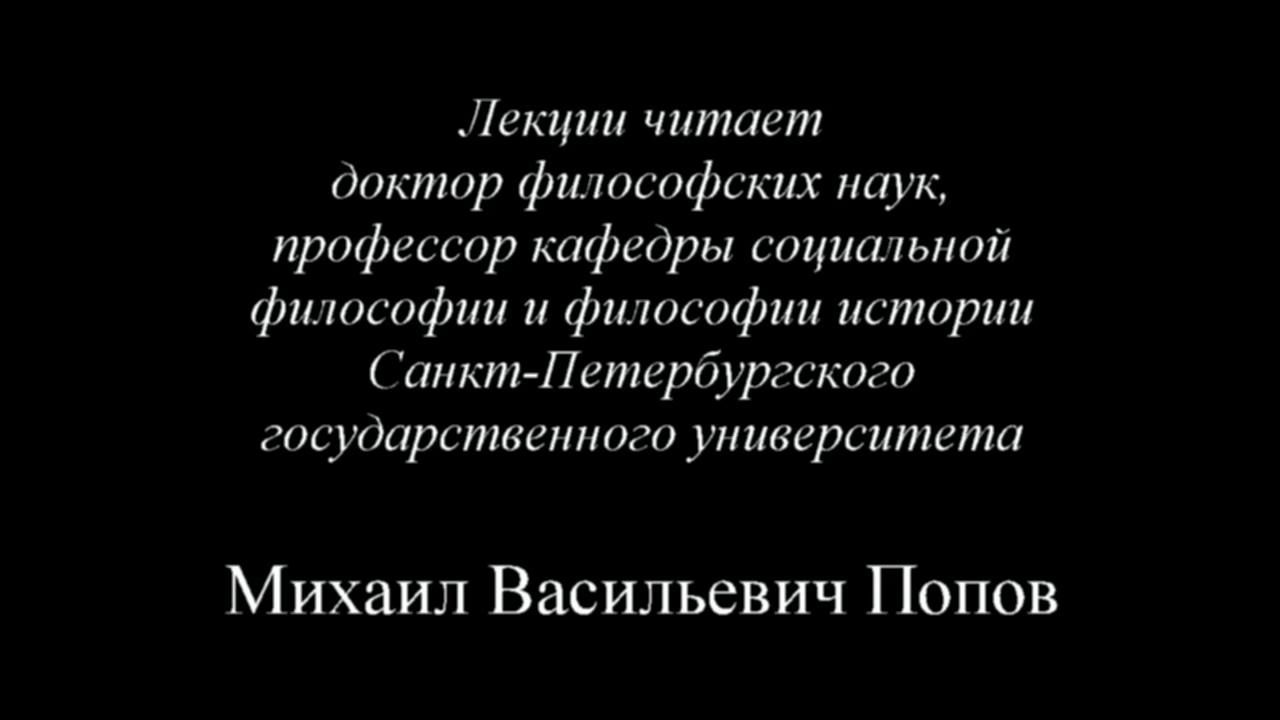 Лекции читает
доктор философских наук,
профессор кафедры социальной
философии и философии истории
Санкт-Петербургского
государственного университета
Михаил Васильевич Попов